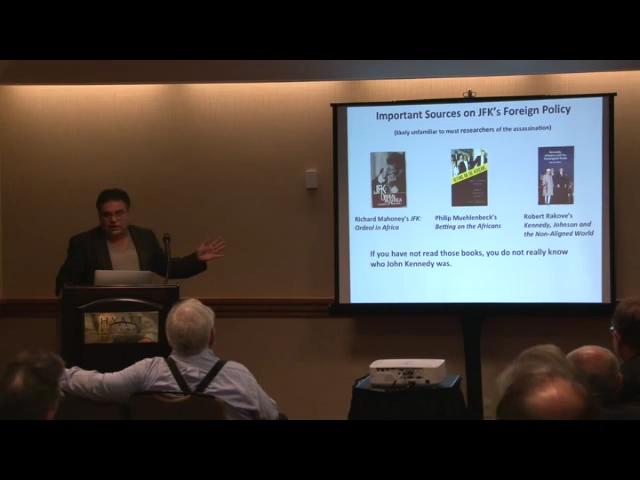 Important Sources on JFK's Foreign Policy
(likely unfamiliar to most researchers of the assassination)
JFK
Richard Mahoney's JFK:
Ordeal in Africa
Philip Muehlenbeck's
Betting on the Africans
Robert Rakove's
Kennedy, Johnson and
the Non-Aligned World
If you have not read those books, you do not really know
who John Kennedy was.
HYATT